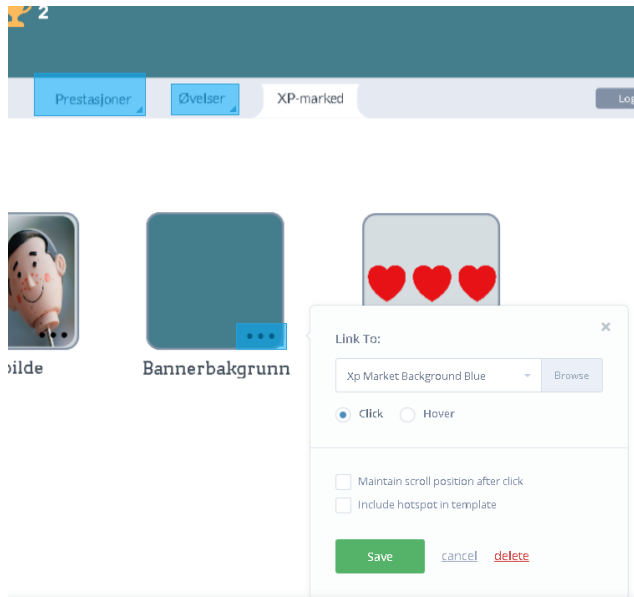 2
Prestasjoner
Øvelser
XP-marked
Bannerbakgrunn
Link To:
Xp Market Background Blue
Browse
Click
Hover
Maintain scroll position after click
Include hotspot in template
Save
cancel
delete